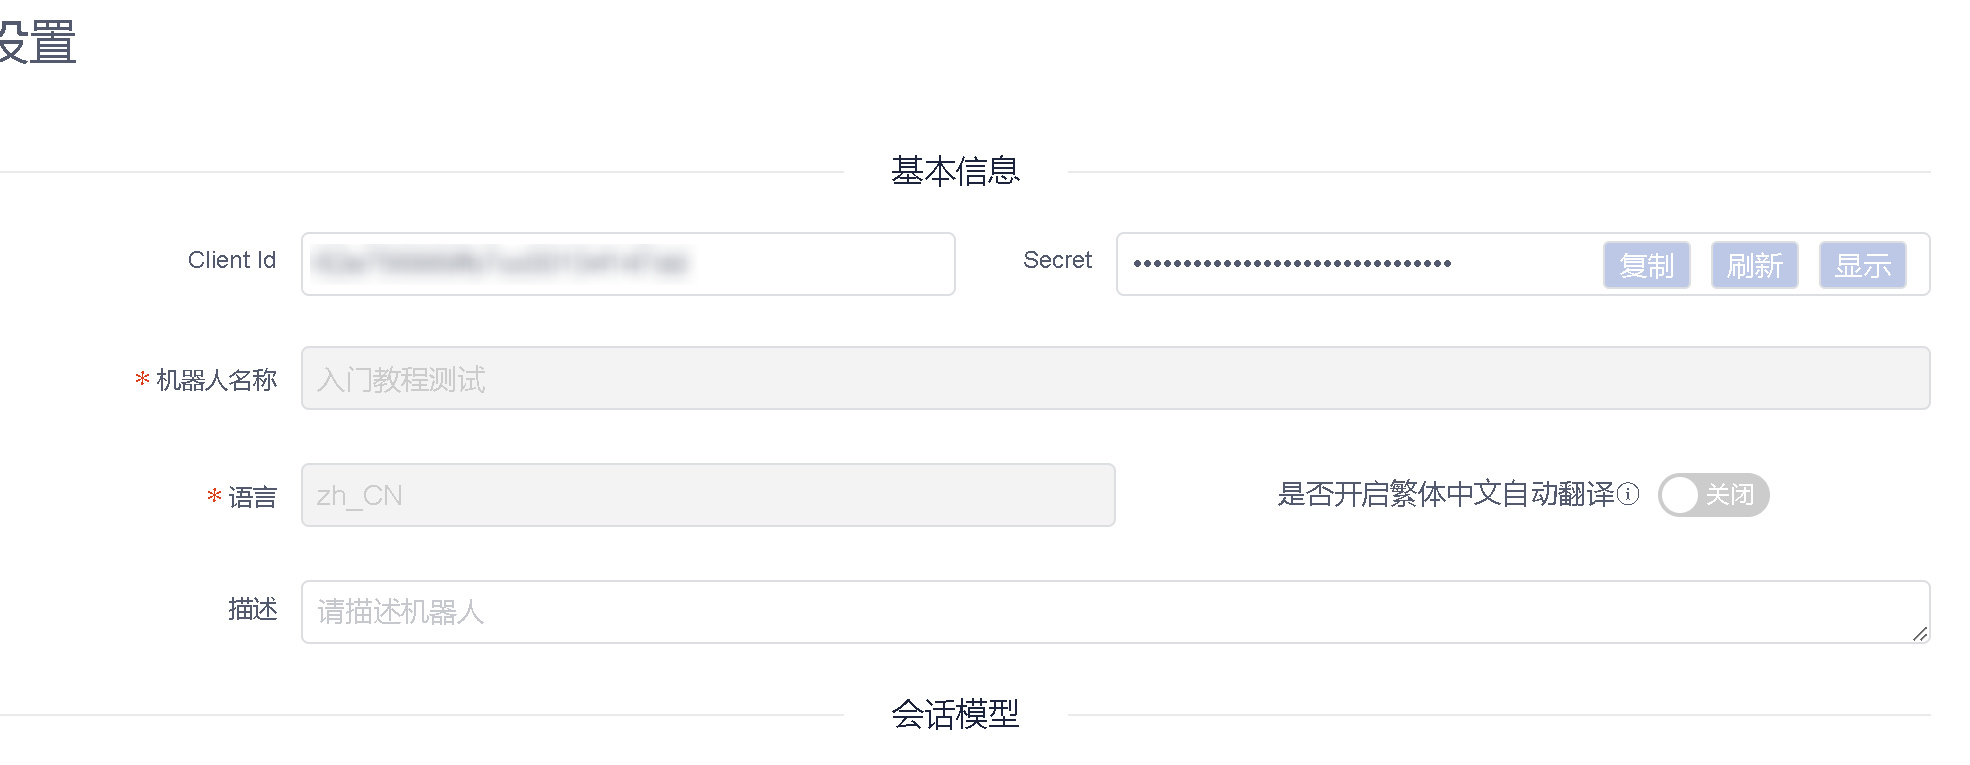 设置
基本信息
Client Id
Secret •••••••••••••••••••••••••••••••• 复制 刷新 显示
* 机器人名称 入门教程测试
* 语言 zh_CN 是否开启繁体中文自动翻译 关闭
描述 请描述机器人
会话模型